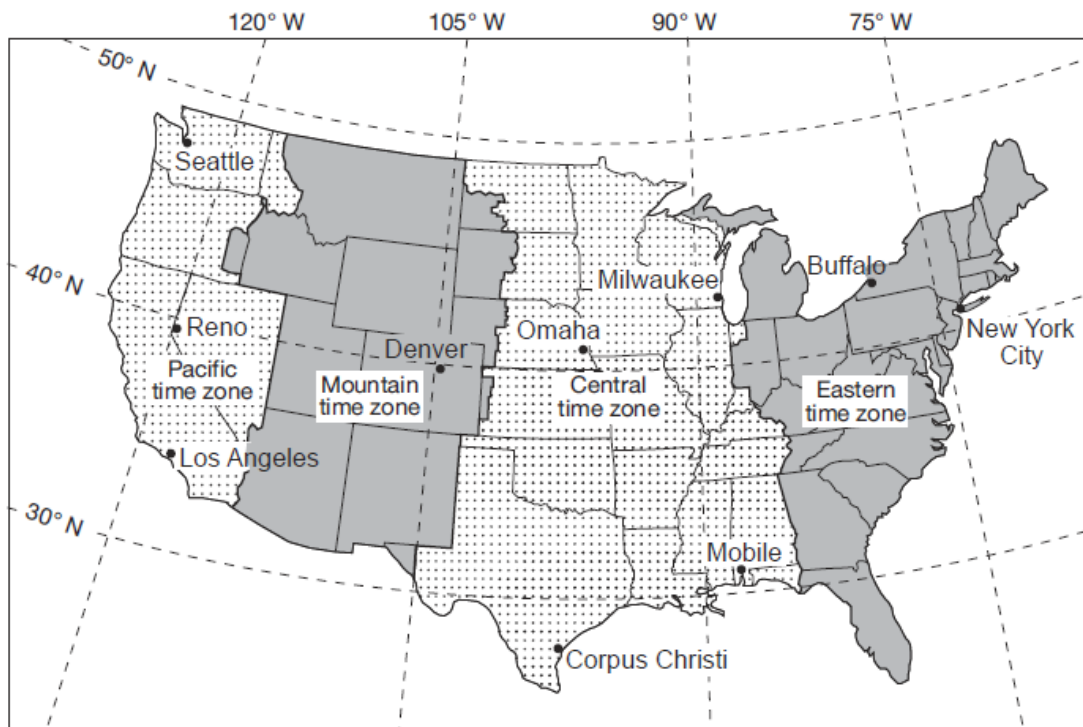 120° W
105° W
90° W
75° W
50° N
Seattle
40° N
Milwaukee
Buffalo
Reno
Omaha
New York
City
Denver
Pacific
time zone
Mountain
time zone
Central
time zone
Eastern
time zone
Los Angeles
30° N
Mobile
Corpus Christi